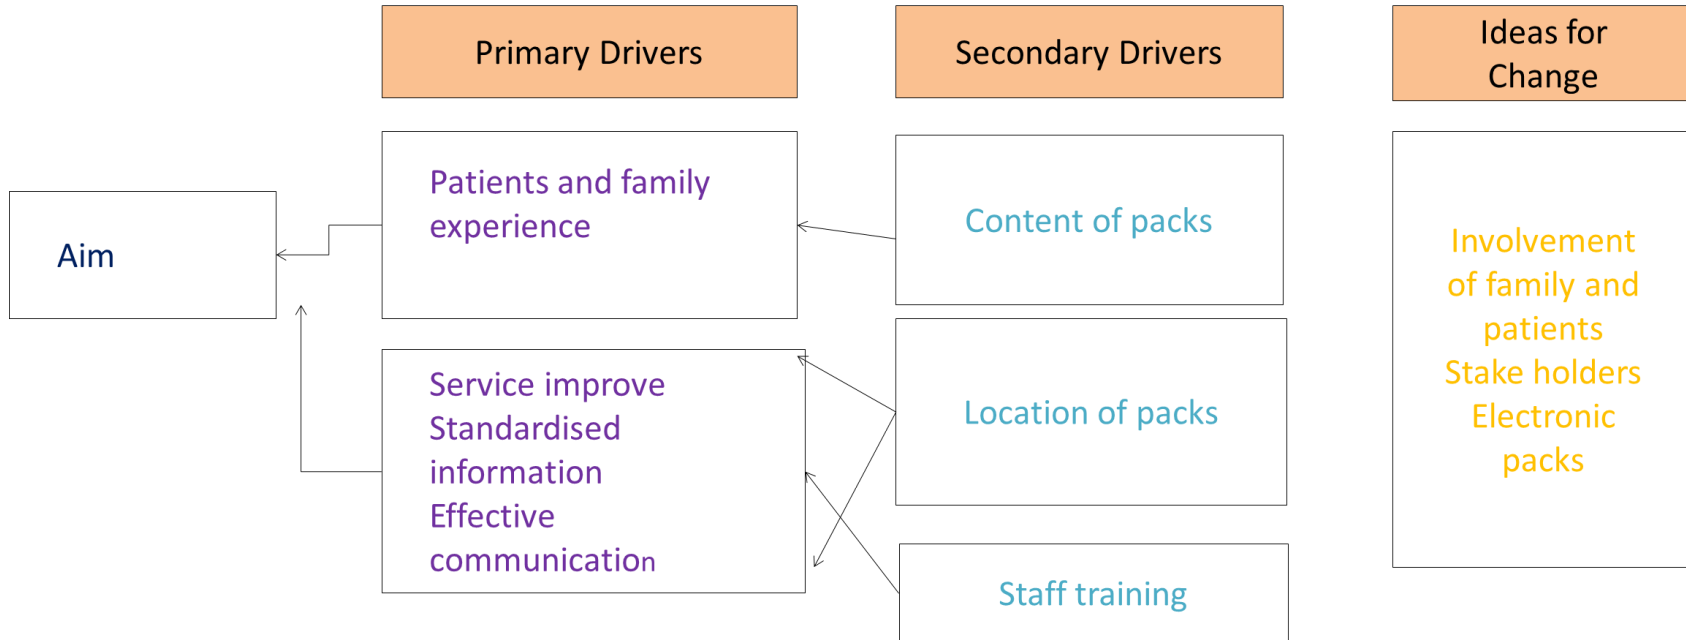 Primary Drivers
Secondary Drivers
Ideas for
Change
Aim
Patients and family
experience
Service improve
Standardised
information
Effective
communication
Content of packs
Location of packs
Staff training
Involvement
of family and
patients
Stake holders
Electronic
packs